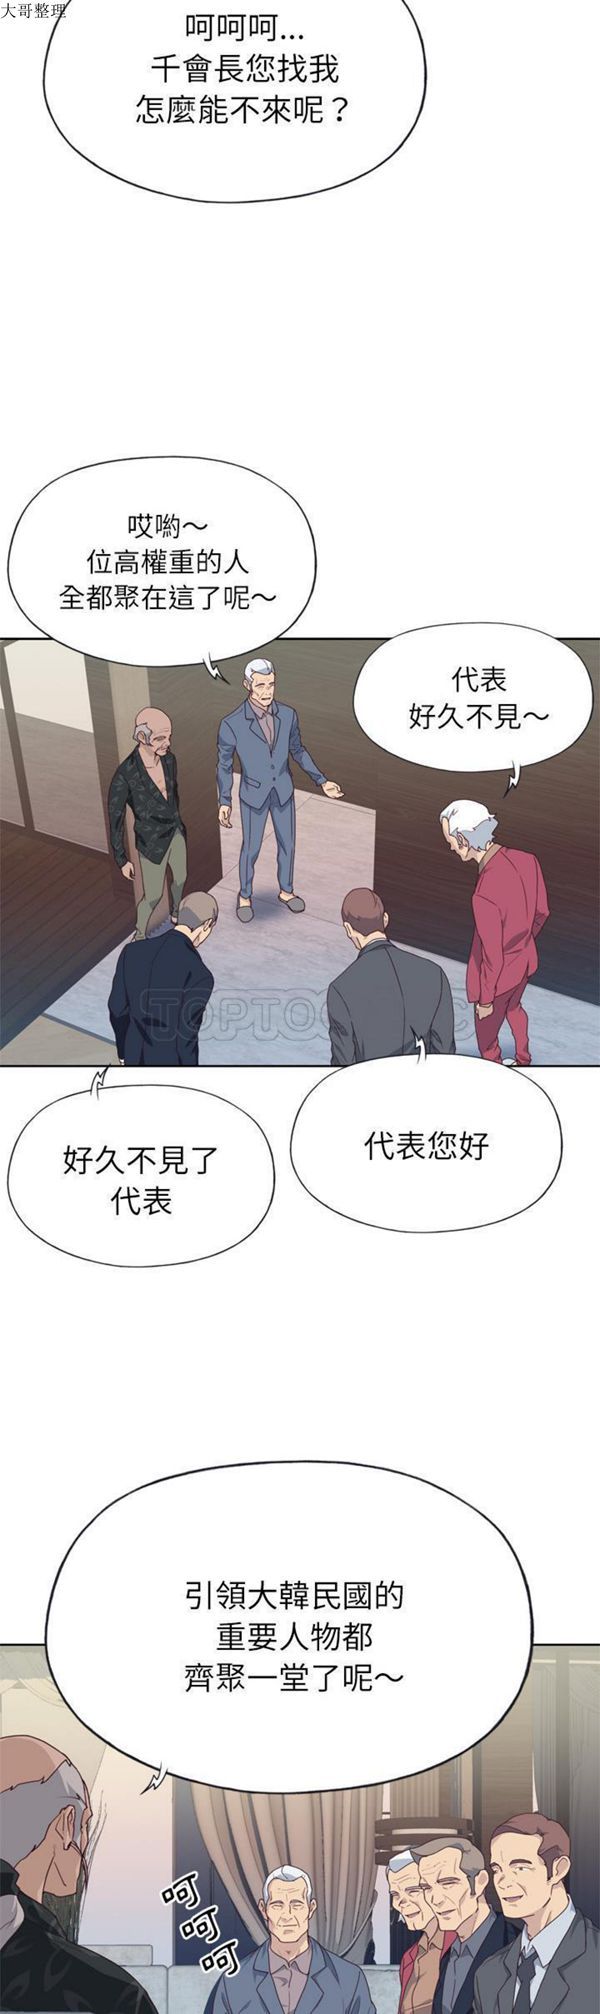 大哥整理
呵呵呵...
千會長您找我
怎麼能不來呢？
哎喲～
位高權重的人
全都聚在這了呢～
代表
好久不見～
代表您好
好久不見了
代表
引領大韓民國的
重要人物都
齊聚一堂了呢～
呵
呵
呵